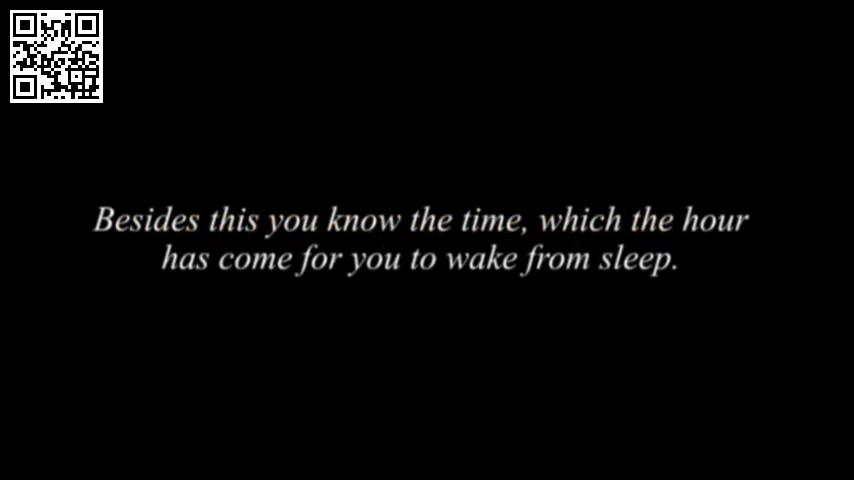 Besides this you know the time, which the hour
has come for you to wake from sleep.